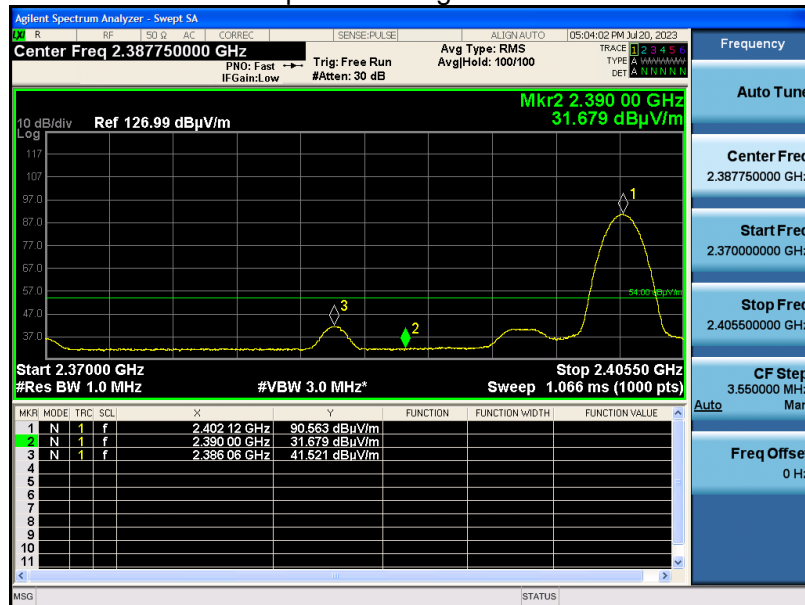 Agilent Spectrum Analyzer - Swept SA
LXI R RF 50 Ω AC CORREC SENSE:PULSE ALIGN AUTO 05:04:02 PM Jul 20, 2023
Center Freq 2.387750000 GHz
PNO: Fast
IFGain:Low
Trig: Free Run
#Atten: 30 dB
Avg Type: RMS
Avg|Hold: 100/100
TRACE 1 2 3 4 5 6
TYPE A WWWWW
DET A N N N N N
Mkr2 2.390 00 GHz
31.679 dBµV/m
10 dB/div Ref 126.99 dBµV/m
Log
117
107
97.0
87.0
77.0
67.0
57.0
47.0
37.0
1
54.00 dBµV/m
3
2
Start 2.37000 GHz Stop 2.40550 GHz
#Res BW 1.0 MHz #VBW 3.0 MHz* Sweep 1.066 ms (1000 pts)
MKR MODE TRC SCL X Y FUNCTION FUNCTION WIDTH FUNCTION VALUE
1 N 1 f 2.402 12 GHz 90.563 dBµV/m
2 N 1 f 2.390 00 GHz 31.679 dBµV/m
3 N 1 f 2.386 06 GHz 41.521 dBµV/m
4
5
6
7
8
9
10
11
MSG STATUS
Frequency
Auto Tune
Center Freq
2.387750000 GHz
Start Freq
2.370000000 GHz
Stop Freq
2.405500000 GHz
CF Step
3.550000 MHz
Auto Man
Freq Offset
0 Hz